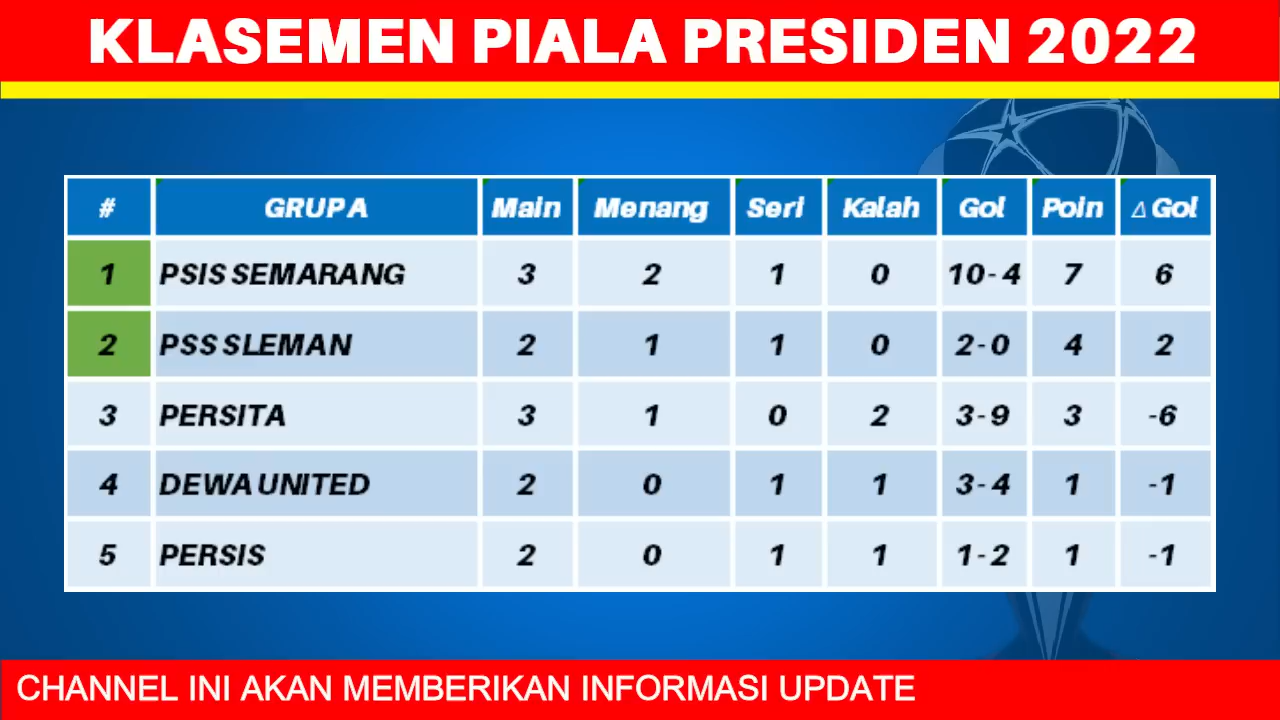 KLASEMEN PIALA PRESIDEN 2022
# GRUP A Main Menang Seri Kalah Gol Poin △ Gol
1 PSIS SEMARANG 3 2 1 0 10-4 7 6
2 PSS SLEMAN 2 1 1 0 2-0 4 2
3 PERSITA 3 1 0 2 3-9 3 -6
4 DEWA UNITED 2 0 1 1 3-4 1 -1
5 PERSIS 2 0 1 1 1-2 1 -1
CHANNEL INI AKAN MEMBERIKAN INFORMASI UPDATE